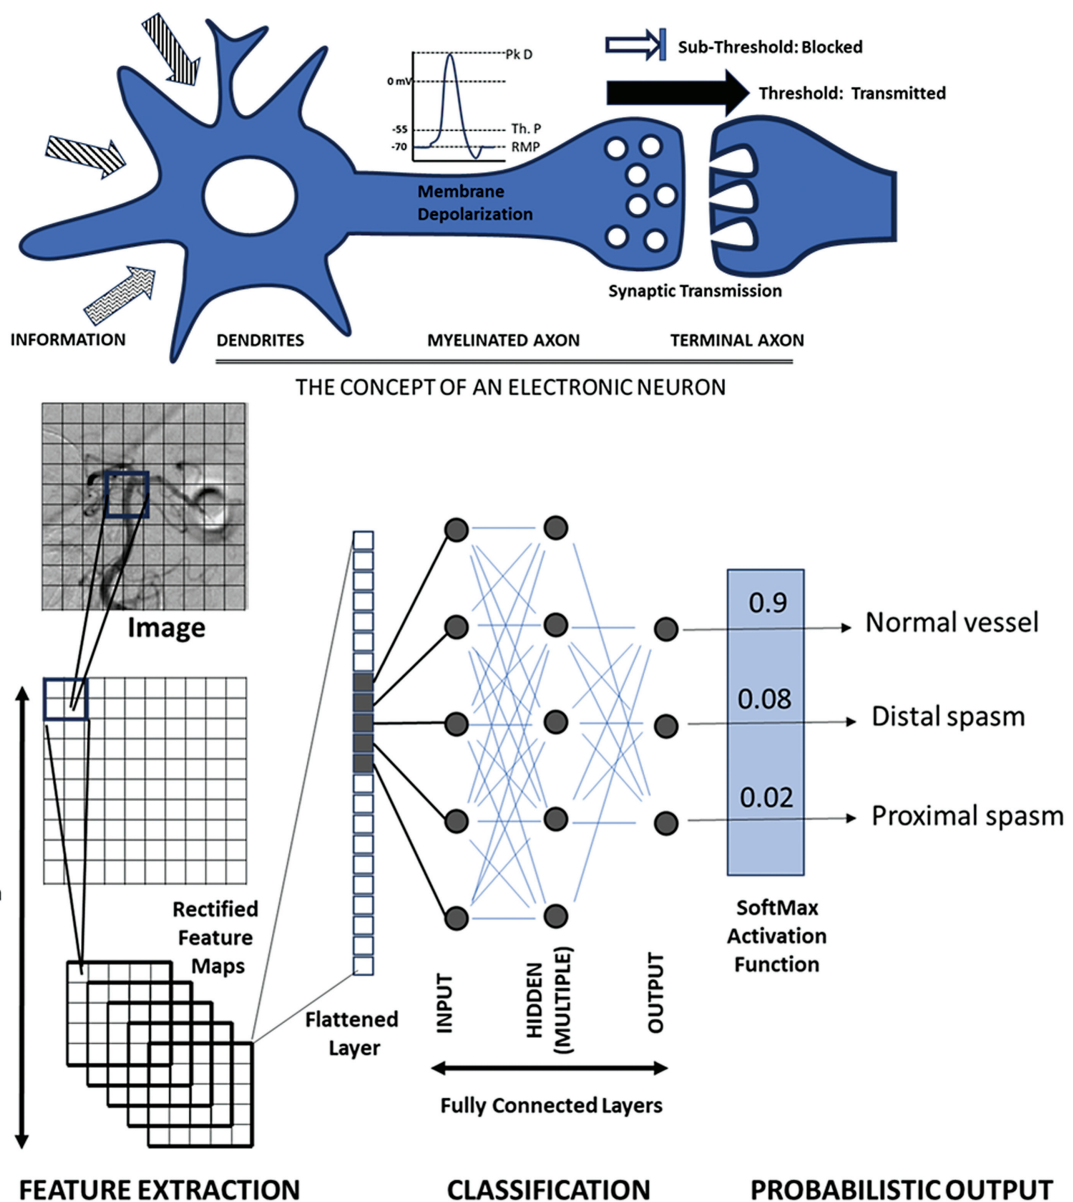 Sub-Threshold: Blocked
Threshold: Transmitted
Pk D
0 mV
-55
Th. P
-70
RMP
Membrane
Depolarization
Synaptic Transmission
INFORMATION
DENDRITES
MYELINATED AXON
TERMINAL AXON
THE CONCEPT OF AN ELECTRONIC NEURON
Image
Rectified
Feature
Maps
Flattened
Layer
INPUT
HIDDEN
(MULTIPLE)
OUTPUT
Fully Connected Layers
0.9
0.08
0.02
SoftMax
Activation
Function
Normal vessel
Distal spasm
Proximal spasm
FEATURE EXTRACTION
CLASSIFICATION
PROBABILISTIC OUTPUT